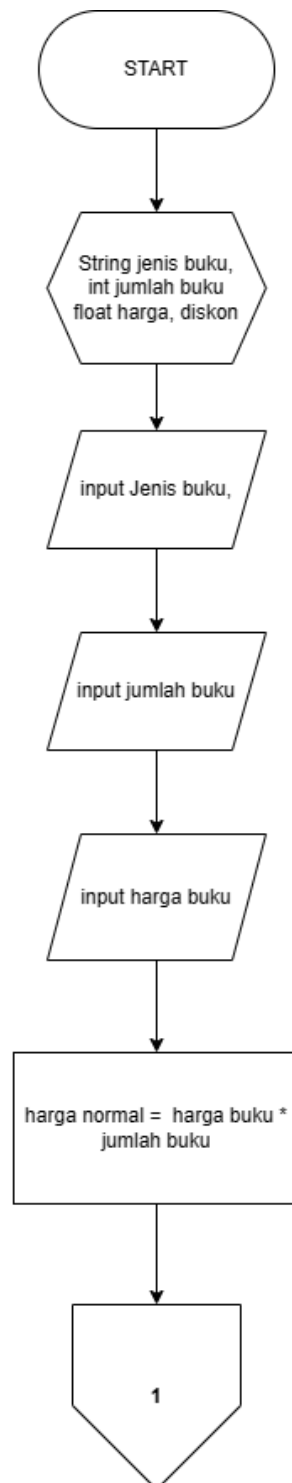 START
String jenis buku,
int jumlah buku
float harga, diskon
input Jenis buku,
input jumlah buku
input harga buku
harga normal = harga buku *
jumlah buku
1